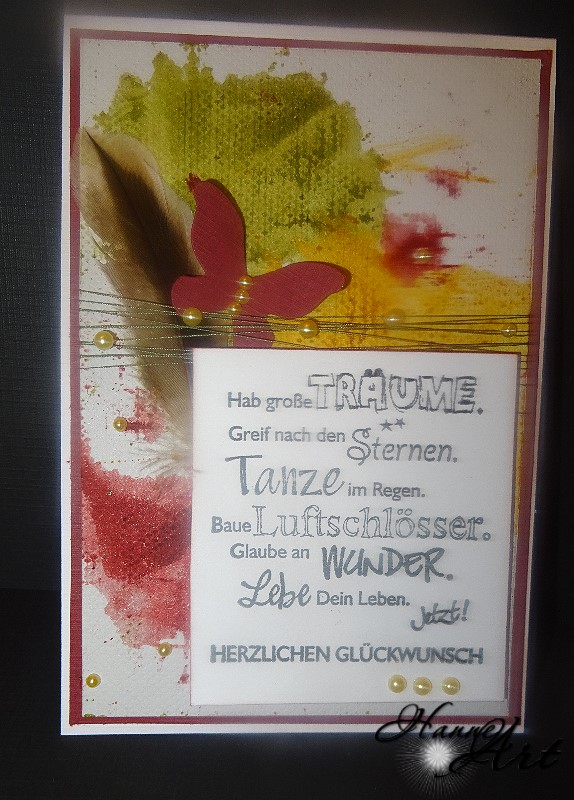 Hab große TRÄUME.
Greif nach den Sternen.
Tanze im Regen.
Baue Luftschlösser.
Glaube an WUNDER.
Lebe Dein Leben.
Jetzt!
HERZLICHEN GLÜCKWUNSCH
Hanne
Art